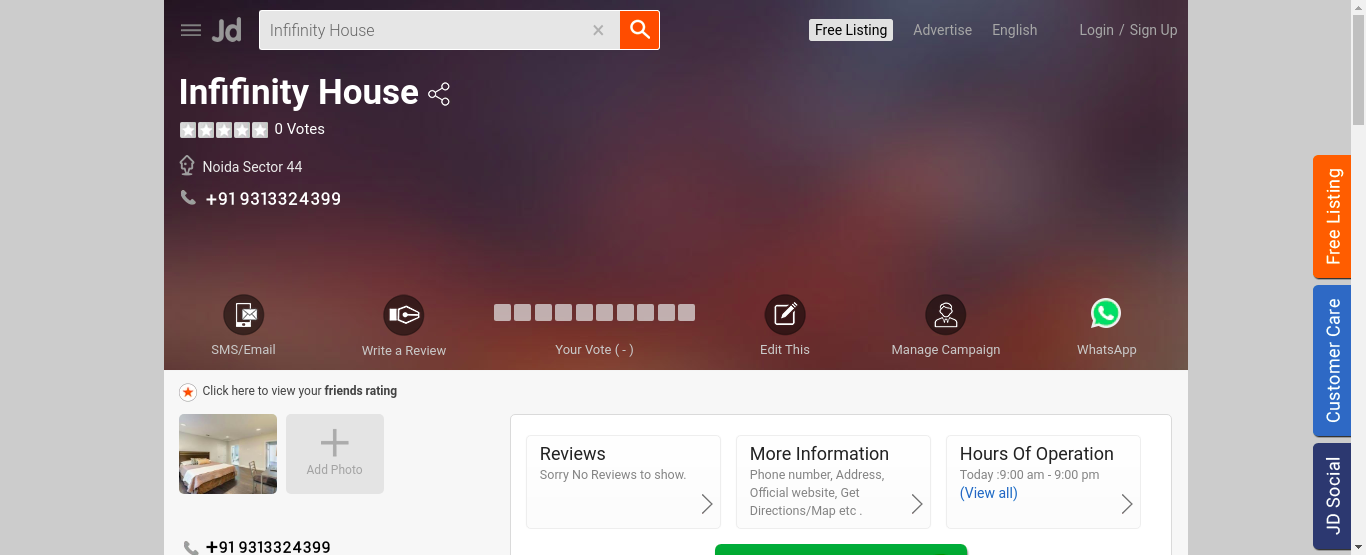 Jd
Infifinity House
Free Listing
Advertise
English
Login / Sign Up
Infifinity House
0 Votes
Noida Sector 44
+91 9313324399
SMS/Email
Write a Review
Your Vote ( - )
Edit This
Manage Campaign
WhatsApp
Click here to view your friends rating
Add Photo
+91 9313324399
Reviews
Sorry No Reviews to show.
More Information
Phone number, Address,
Official website, Get
Directions/Map etc .
Hours Of Operation
Today :9:00 am - 9:00 pm
(View all)
Free Listing
Customer Care
JD Social